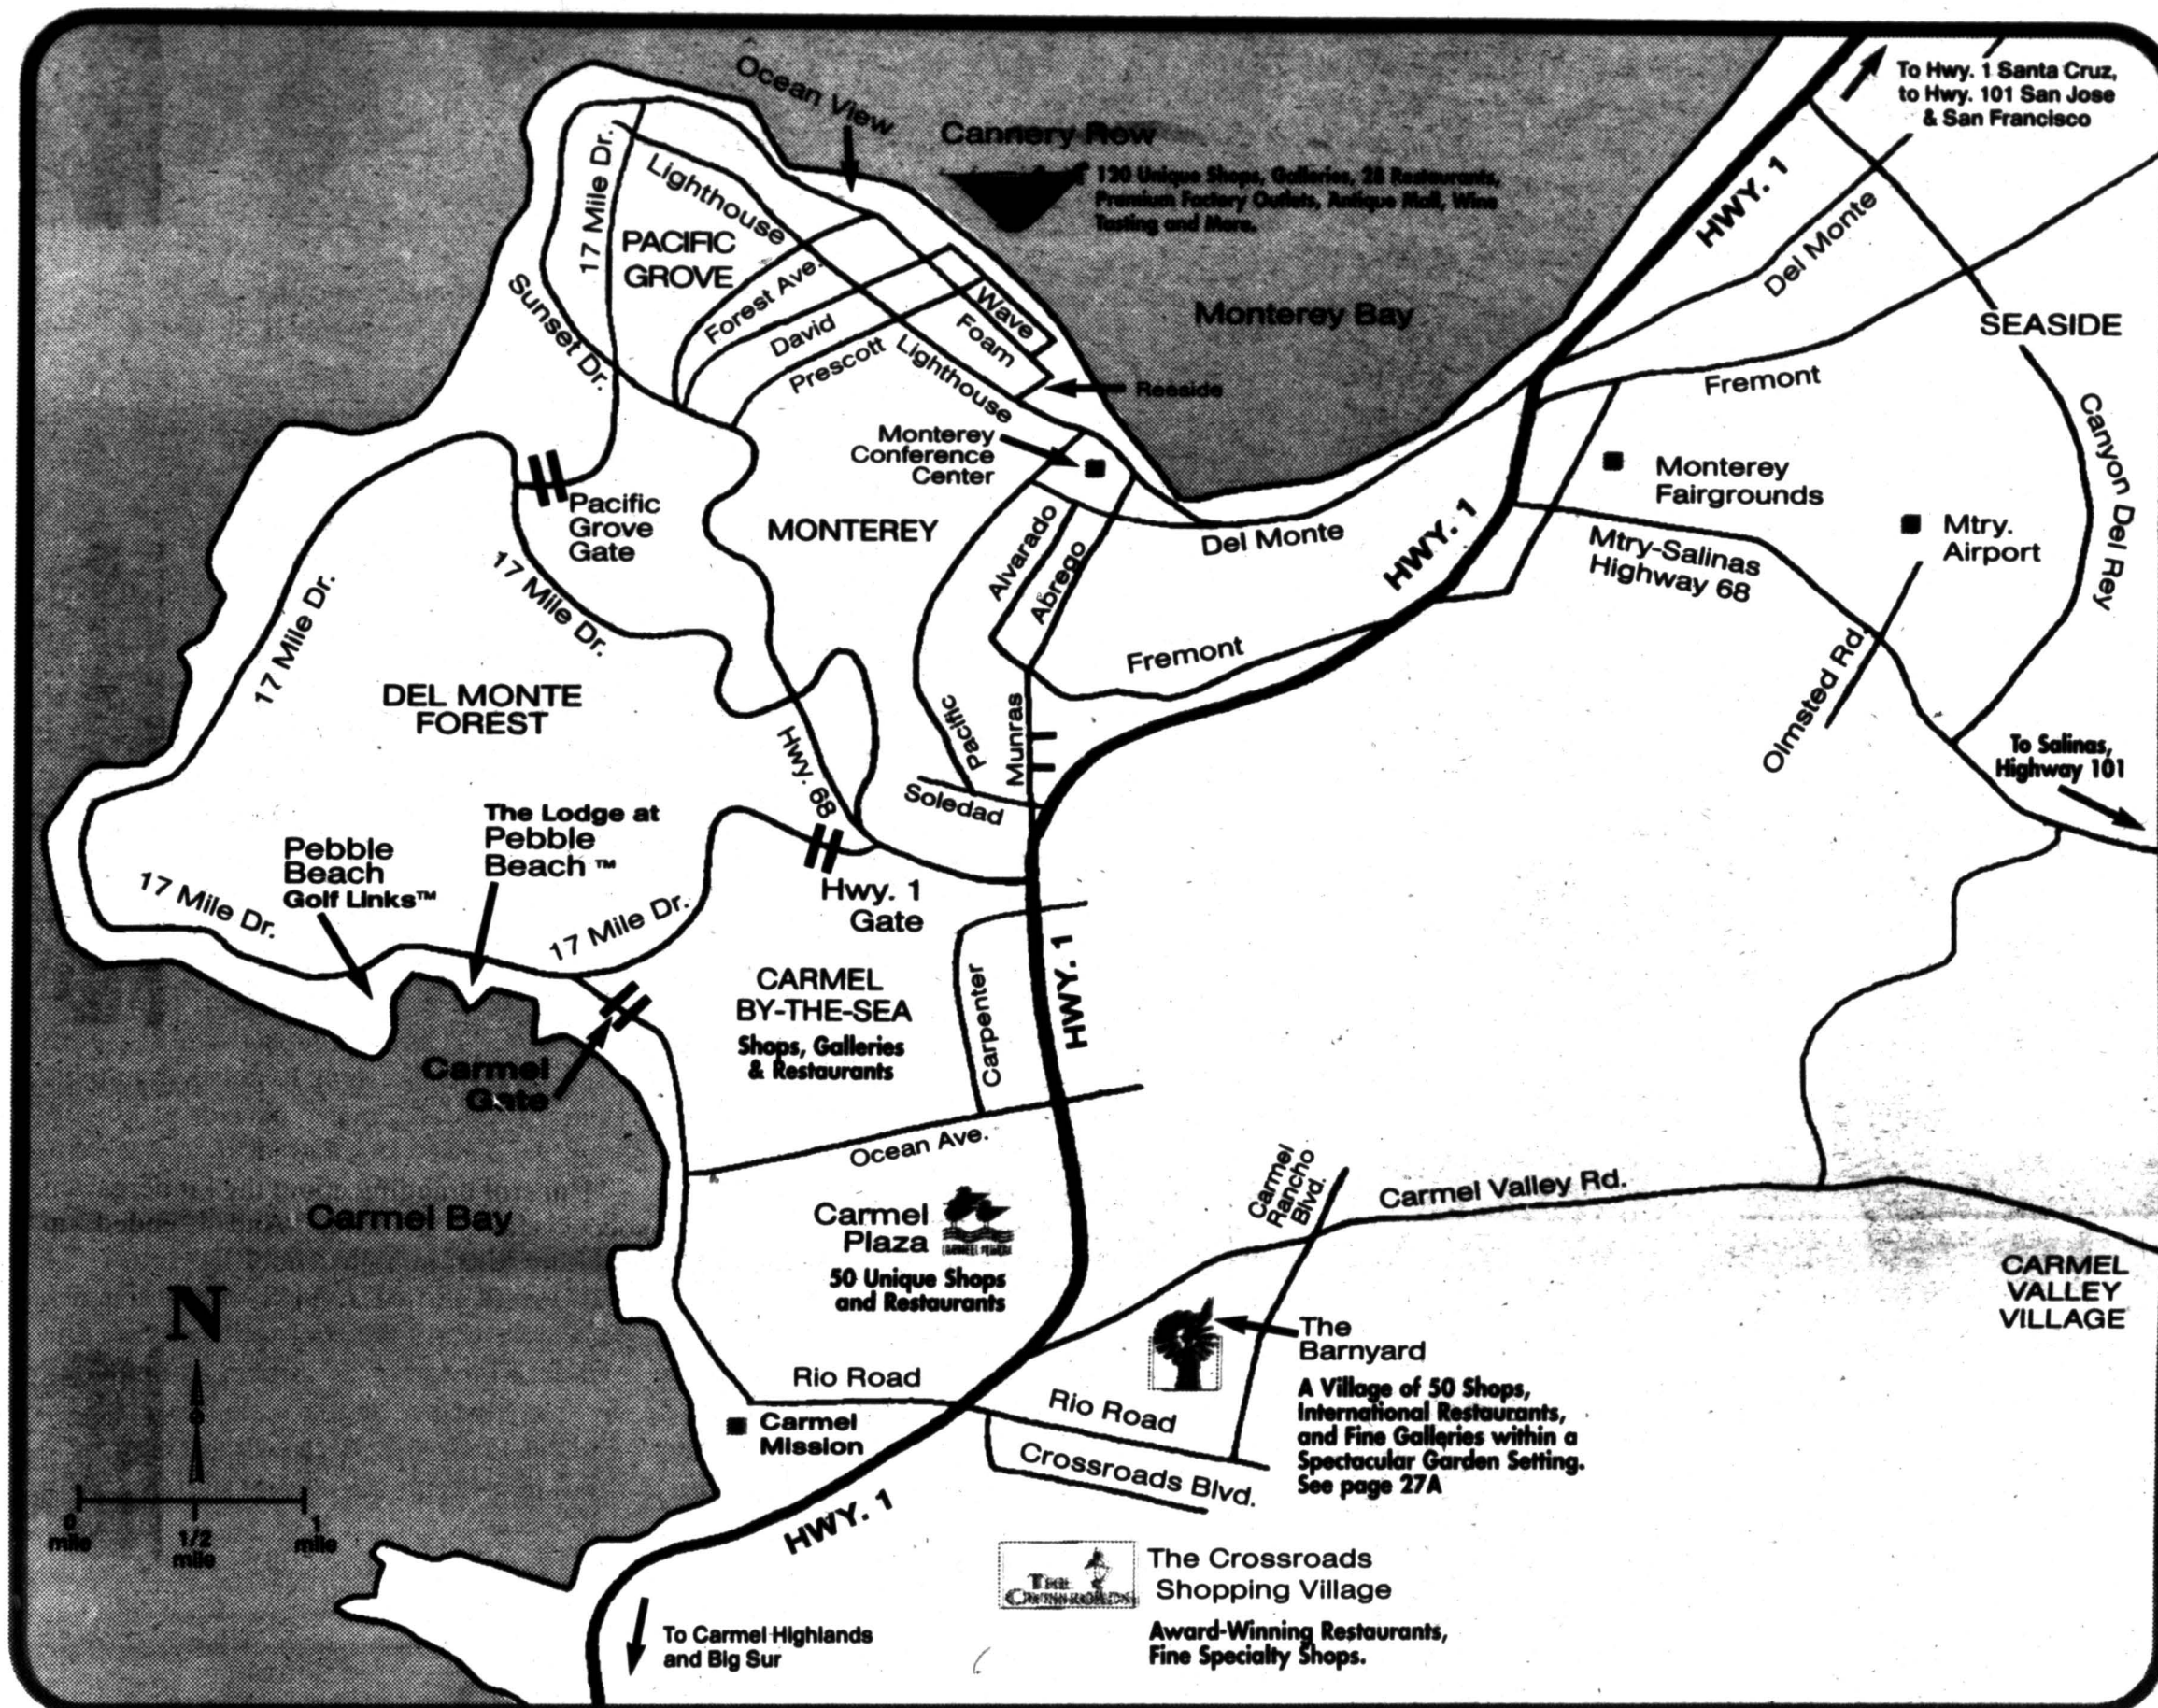 Ocean View
Cannery Row
120 Unique Shops, Galleries, 28 Restaurants,
Premium Factory Outlets, Antique Mall, Wine
Tasting and More.
To Hwy. 1 Santa Cruz,
to Hwy. 101 San Jose
& San Francisco
HWY. 1
Del Monte
17 Mile Dr.
Lighthouse
PACIFIC
GROVE
Forest Ave.
Sunset Dr.
David
Prescott
Lighthouse
Wave
Foam
Reeside
Monterey Bay
SEASIDE
Fremont
Canyon Del Rey
Monterey
Conference
Center
Monterey
Fairgrounds
Mtry.
Airport
Pacific
Grove
Gate
MONTEREY
Alvarado
Abrego
Del Monte
HWY. 1
Mtry-Salinas
Highway 68
17 Mile Dr.
17 Mile Dr.
Fremont
Olmsted Rd.
DEL MONTE
FOREST
Hwy. 68
Pacific
Munras
Soledad
To Salinas,
Highway 101
Pebble
Beach
Golf Links™
The Lodge at
Pebble
Beach ™
17 Mile Dr.
17 Mile Dr.
Hwy. 1
Gate
CARMEL
BY-THE-SEA
Shops, Galleries
& Restaurants
Carpenter
HWY. 1
Carmel
Gate
Ocean Ave.
Carmel
Rancho
Blvd.
Carmel Valley Rd.
Carmel Bay
Carmel
Plaza
CARMEL PLAZA
50 Unique Shops
and Restaurants
CARMEL
VALLEY
VILLAGE
N
The
Barnyard
A Village of 50 Shops,
International Restaurants,
and Fine Galleries within a
Spectacular Garden Setting.
See page 27A
Rio Road
Rio Road
Carmel
Mission
Crossroads Blvd.
HWY. 1
0
mile
1/2
mile
1
mile
THE
CROSSROADS
The Crossroads
Shopping Village
Award-Winning Restaurants,
Fine Specialty Shops.
To Carmel Highlands
and Big Sur